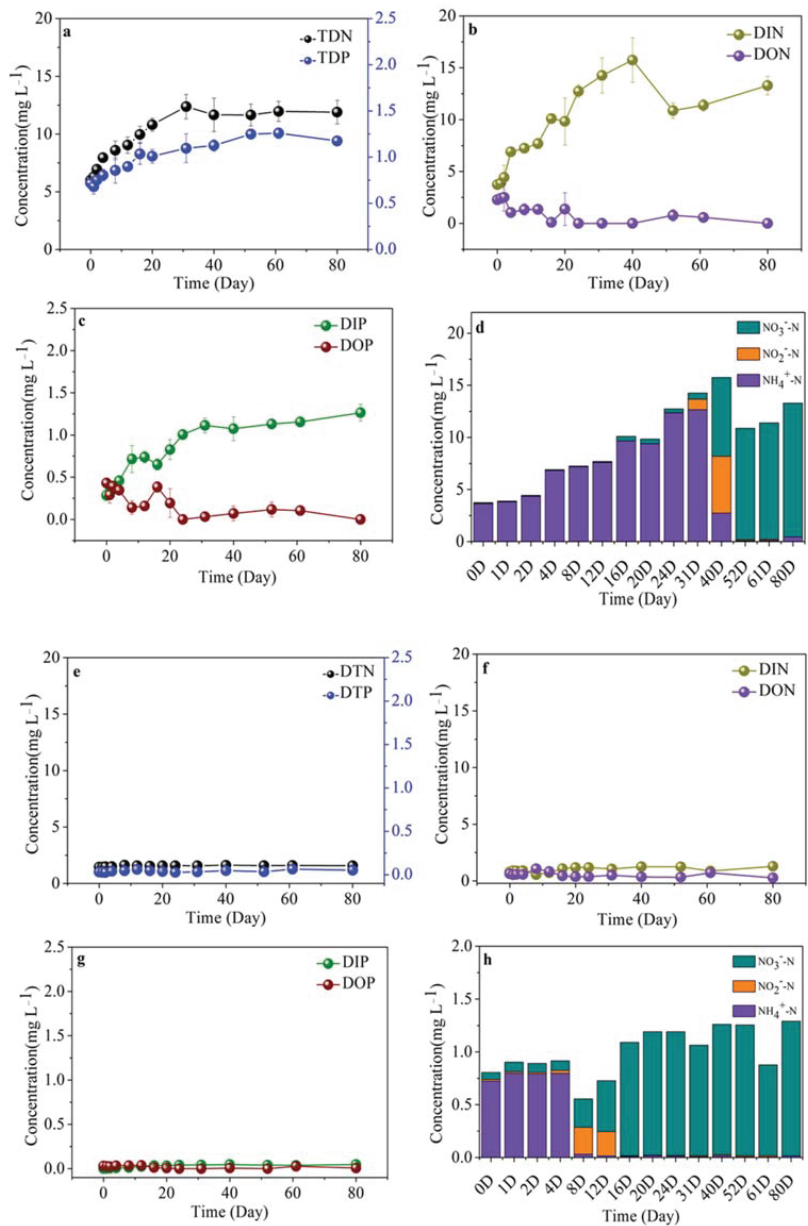 a
TDN
TDP
Concentration(mg L⁻¹)
20
15
10
5
0
2.5
2.0
1.5
1.0
0.5
0.0
0 20 40 60 80
Time (Day)
b
DIN
DON
Concentration(mg L⁻¹)
20
15
10
5
0
0 10 20 30 40 50 60 70 80
Time (Day)
c
DIP
DOP
Concentration(mg L⁻¹)
2.5
2.0
1.5
1.0
0.5
0.0
0 20 40 60 80
Time (Day)
d
NO₃⁻-N
NO₂⁻-N
NH₄⁺-N
Concentration(mg L⁻¹)
20
15
10
5
0
0D 1D 2D 4D 8D 12D 16D 20D 24D 31D 40D 52D 61D 80D
Time (Day)
e
DTN
DTP
Concentration(mg L⁻¹)
20
15
10
5
0
2.5
2.0
1.5
1.0
0.5
0.0
0 20 40 60 80
Time (Day)
f
DIN
DON
Concentration(mg L⁻¹)
20
15
10
5
0
0 20 40 60 80
Time (Day)
g
DIP
DOP
Concentration(mg L⁻¹)
2.5
2.0
1.5
1.0
0.5
0.0
0 20 40 60 80
Time (Day)
h
NO₃⁻-N
NO₂⁻-N
NH₄⁺-N
Concentration(mg L⁻¹)
2.0
1.5
1.0
0.5
0.0
0D 1D 2D 4D 8D 12D 16D 20D 24D 31D 40D 52D 61D 80D
Time (Day)